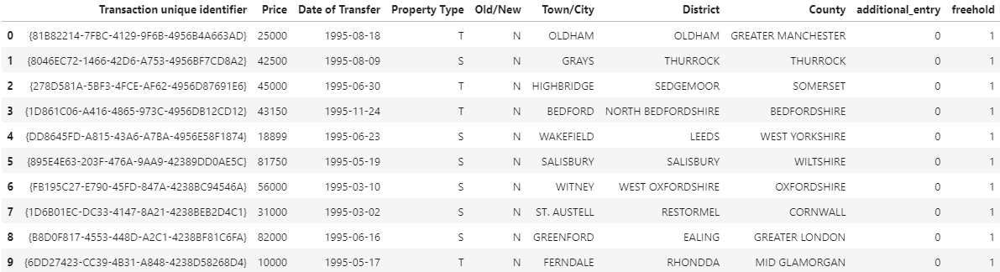 Transaction unique identifier Price Date of Transfer Property Type Old/New Town/City District County additional_entry freehold
0 {81B82214-7FBC-4129-9F6B-4956B4A663AD} 25000 1995-08-18 T N OLDHAM OLDHAM GREATER MANCHESTER 0 1
1 {8046EC72-1466-42D6-A753-4956BF7CD8A2} 42500 1995-08-09 S N GRAYS THURROCK THURROCK 0 1
2 {278D581A-5BF3-4FCE-AF62-4956D87691E6} 45000 1995-06-30 T N HIGHBRIDGE SEDGEMOOR SOMERSET 0 1
3 {1D861C06-A416-4865-973C-4956DB12CD12} 43150 1995-11-24 T N BEDFORD NORTH BEDFORDSHIRE BEDFORDSHIRE 0 1
4 {DD8645FD-A815-43A6-A7BA-4956E58F1874} 18899 1995-06-23 S N WAKEFIELD LEEDS WEST YORKSHIRE 0 1
5 {895E4E63-203F-476A-9AA9-42389DD0AE5C} 81750 1995-05-19 S N SALISBURY SALISBURY WILTSHIRE 0 1
6 {FB195C27-E790-45FD-847A-4238BC94546A} 56000 1995-03-10 S N WITNEY WEST OXFORDSHIRE OXFORDSHIRE 0 1
7 {1D6B01EC-DC33-4147-8A21-4238BEB2D4C1} 31000 1995-03-02 S N ST. AUSTELL RESTORMEL CORNWALL 0 1
8 {B8D0F817-4553-448D-A2C1-4238BF81C6FA} 82000 1995-06-16 S N GREENFORD EALING GREATER LONDON 0 1
9 {6DD27423-CC39-4B31-A848-4238D58268D4} 10000 1995-05-17 T N FERNDALE RHONDDA MID GLAMORGAN 0 1